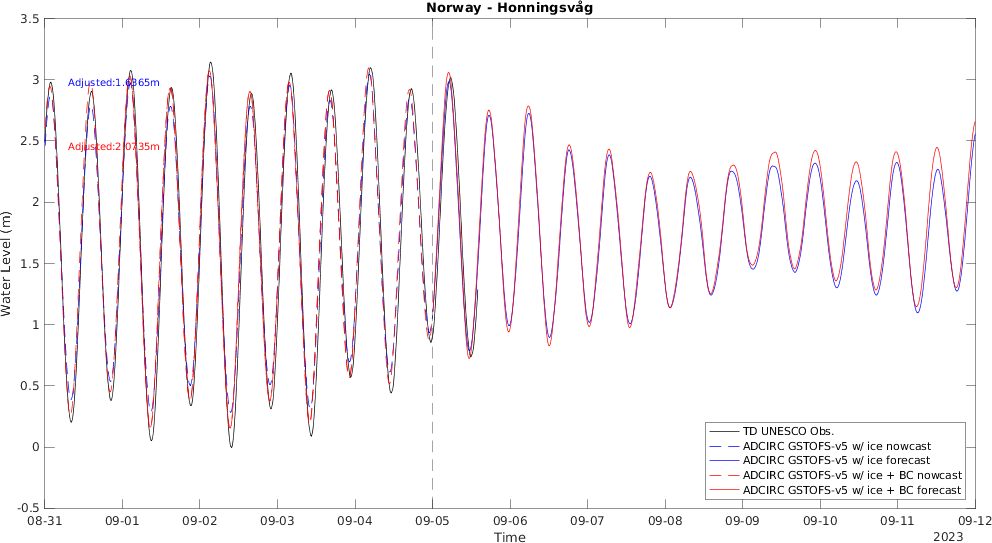 Norway - Honningsvåg
3.5
3
2.5
2
1.5
1
0.5
0
-0.5
Water Level (m)
Adjusted:1.6365m
Adjusted:2.0735m
TD UNESCO Obs.
ADCIRC GSTOFS-v5 w/ ice nowcast
ADCIRC GSTOFS-v5 w/ ice forecast
ADCIRC GSTOFS-v5 w/ ice + BC nowcast
ADCIRC GSTOFS-v5 w/ ice + BC forecast
08-31 09-01 09-02 09-03 09-04 09-05 09-06 09-07 09-08 09-09 09-10 09-11 09-12
Time
2023